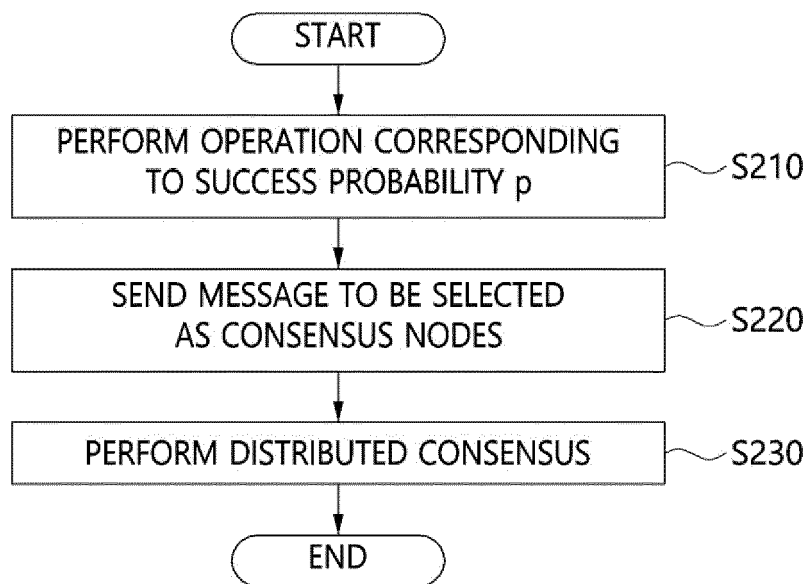 START
PERFORM OPERATION CORRESPONDING
TO SUCCESS PROBABILITY p
S210
SEND MESSAGE TO BE SELECTED
AS CONSENSUS NODES
S220
PERFORM DISTRIBUTED CONSENSUS
S230
END